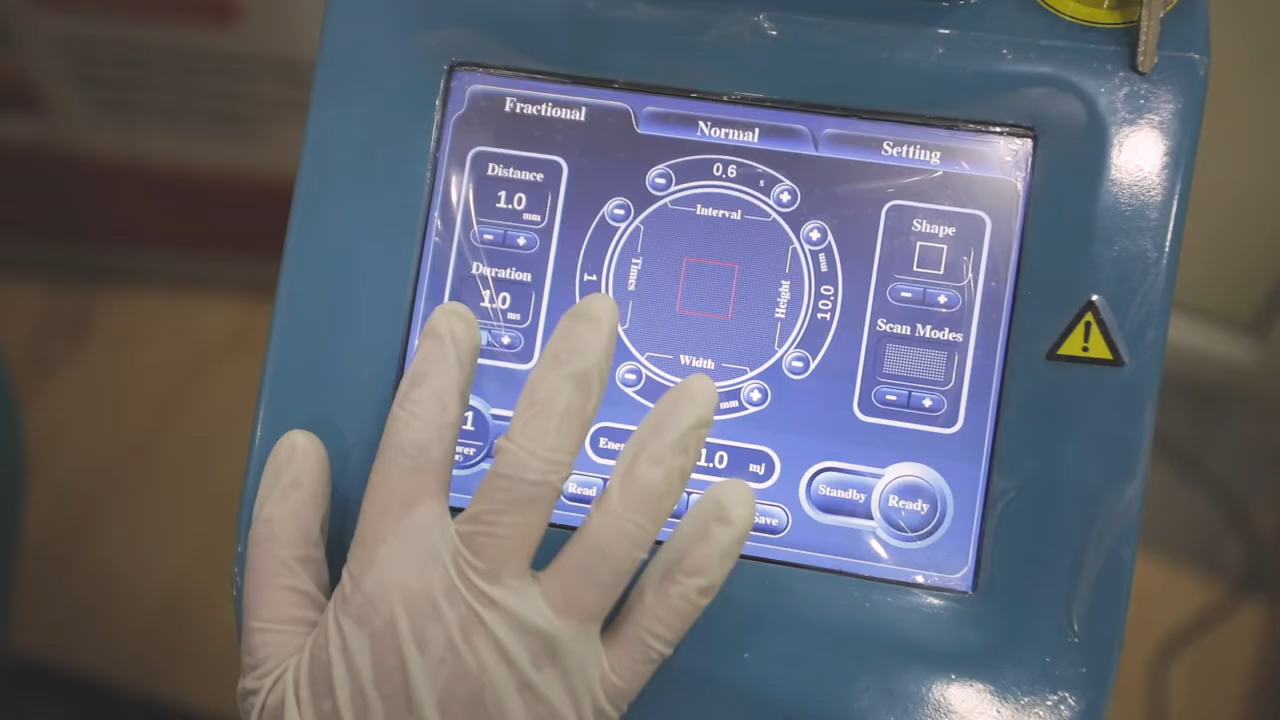 Fractional
Normal
Setting
Distance
1.0
mm
Duration
1.0
ms
0.6 s
Interval
Times
1
Height
10.0 mm
Width
mm
Shape
Scan Modes
1
1.0 mj
Read
Save
Standby
Ready